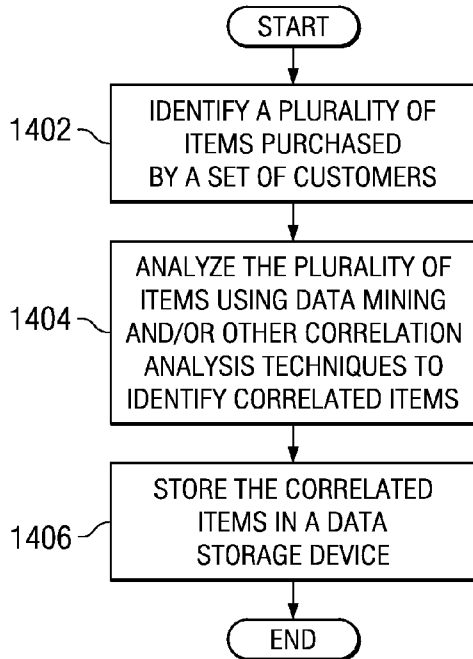 START
1402
IDENTIFY A PLURALITY OF
ITEMS PURCHASED
BY A SET OF CUSTOMERS
1404
ANALYZE THE PLURALITY OF
ITEMS USING DATA MINING
AND/OR OTHER CORRELATION
ANALYSIS TECHNIQUES TO
IDENTIFY CORRELATED ITEMS
1406
STORE THE CORRELATED
ITEMS IN A DATA
STORAGE DEVICE
END